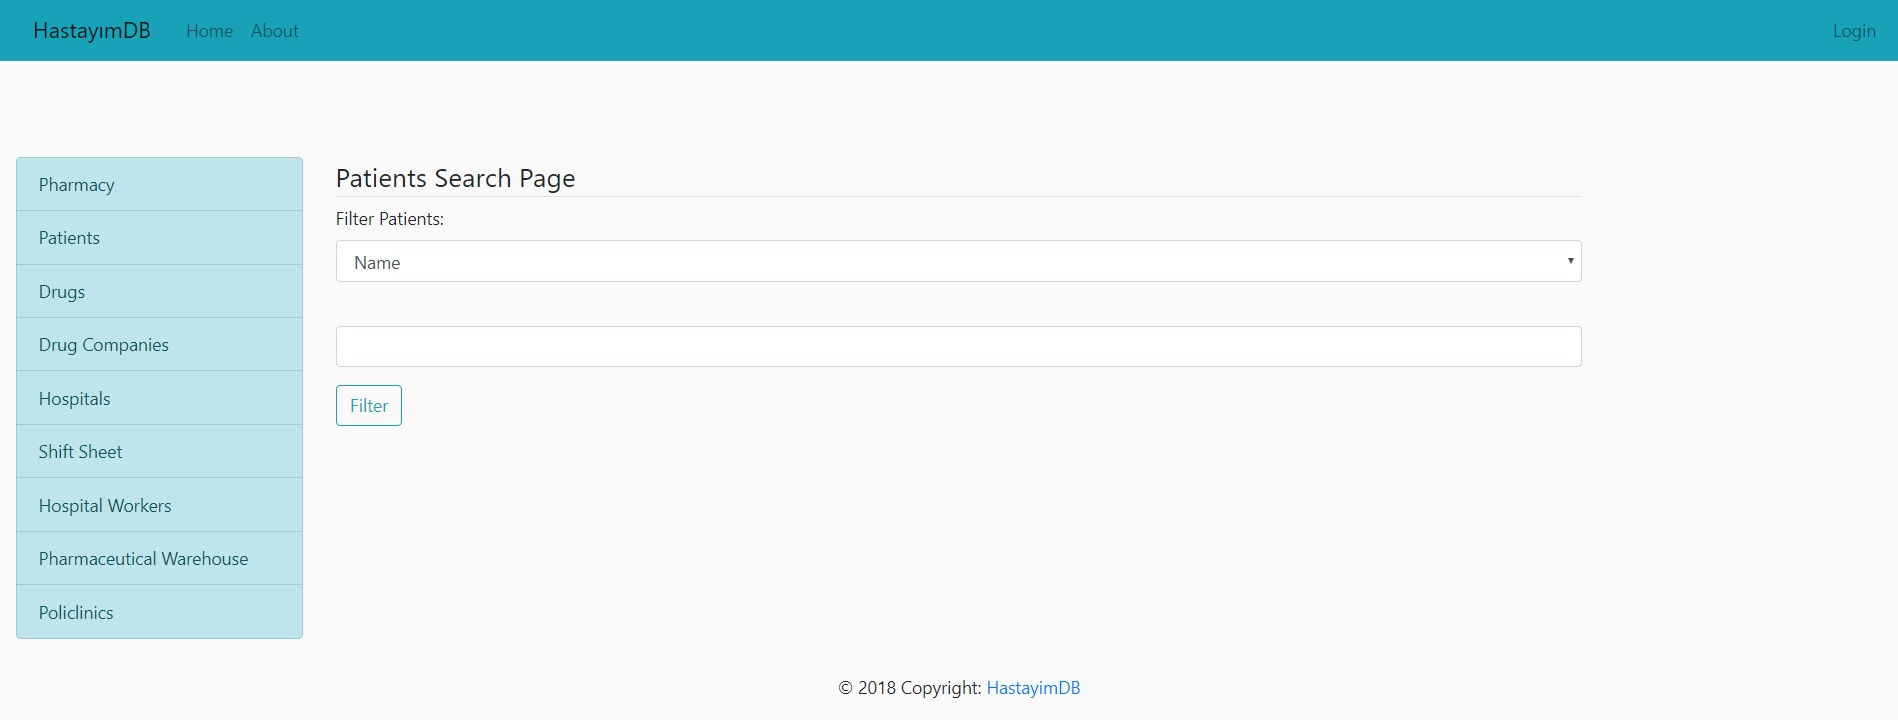 HastayımDB Home About Login
Pharmacy
Patients
Drugs
Drug Companies
Hospitals
Shift Sheet
Hospital Workers
Pharmaceutical Warehouse
Policlinics
Patients Search Page
Filter Patients:
Name
Filter
© 2018 Copyright: HastayimDB